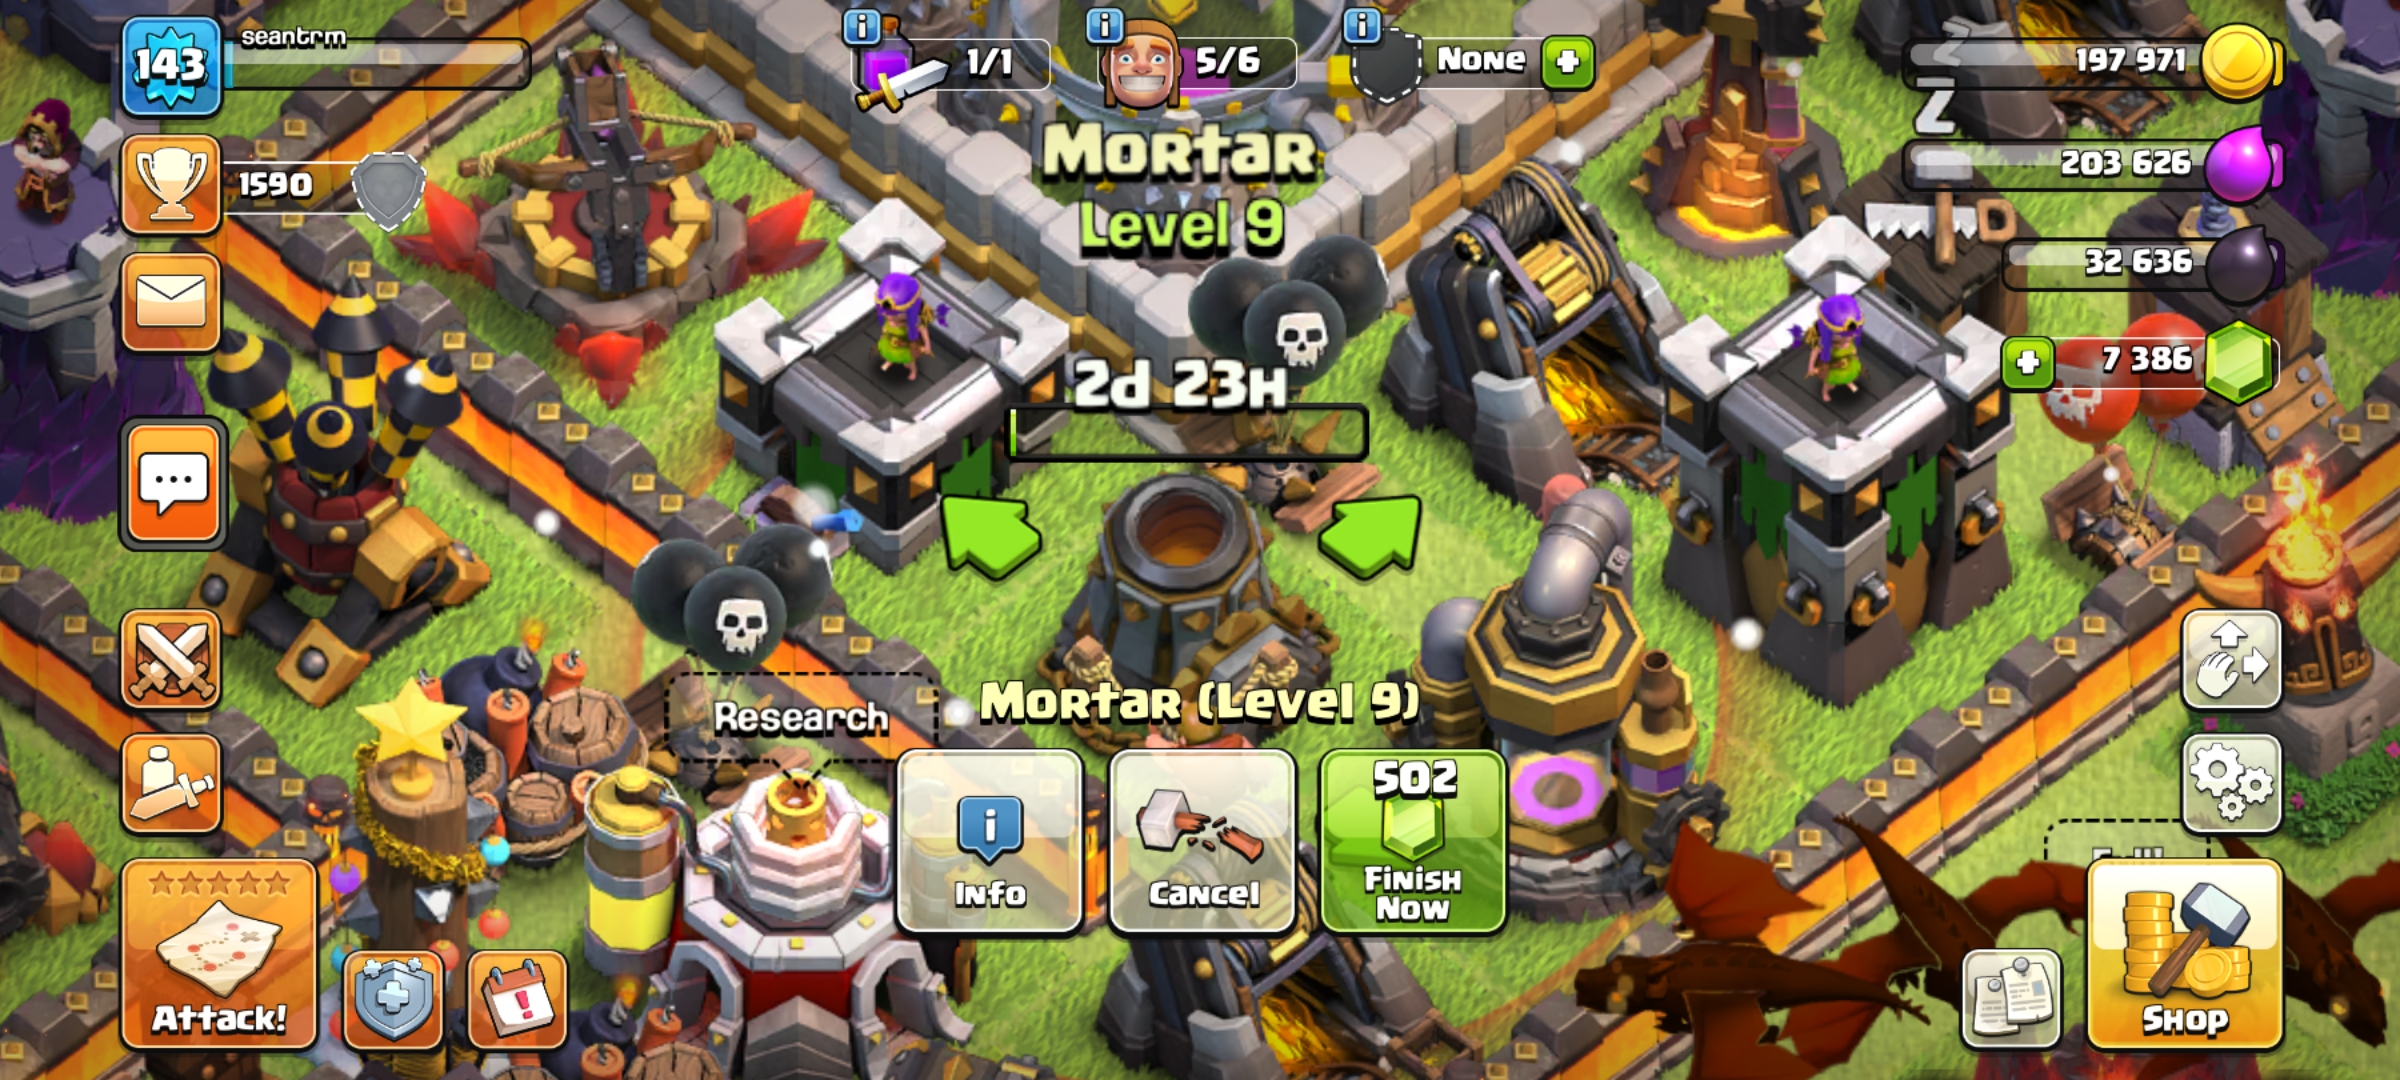 143
seantrm
1/1
5/6
None
197 971
1590
203 626
32 636
7 386
Mortar
Level 9
2d 23H
Mortar (Level 9)
Research
Info
Cancel
502
Finish
Now
Attack!
Shop